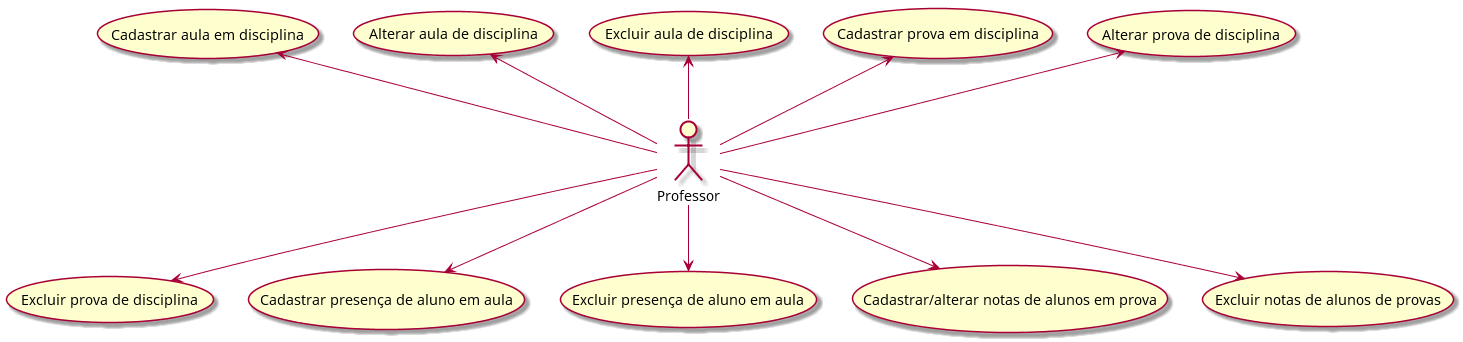 Cadastrar aula em disciplina
Alterar aula de disciplina
Excluir aula de disciplina
Cadastrar prova em disciplina
Alterar prova de disciplina
Professor
Excluir prova de disciplina
Cadastrar presença de aluno em aula
Excluir presença de aluno em aula
Cadastrar/alterar notas de alunos em prova
Excluir notas de alunos de provas